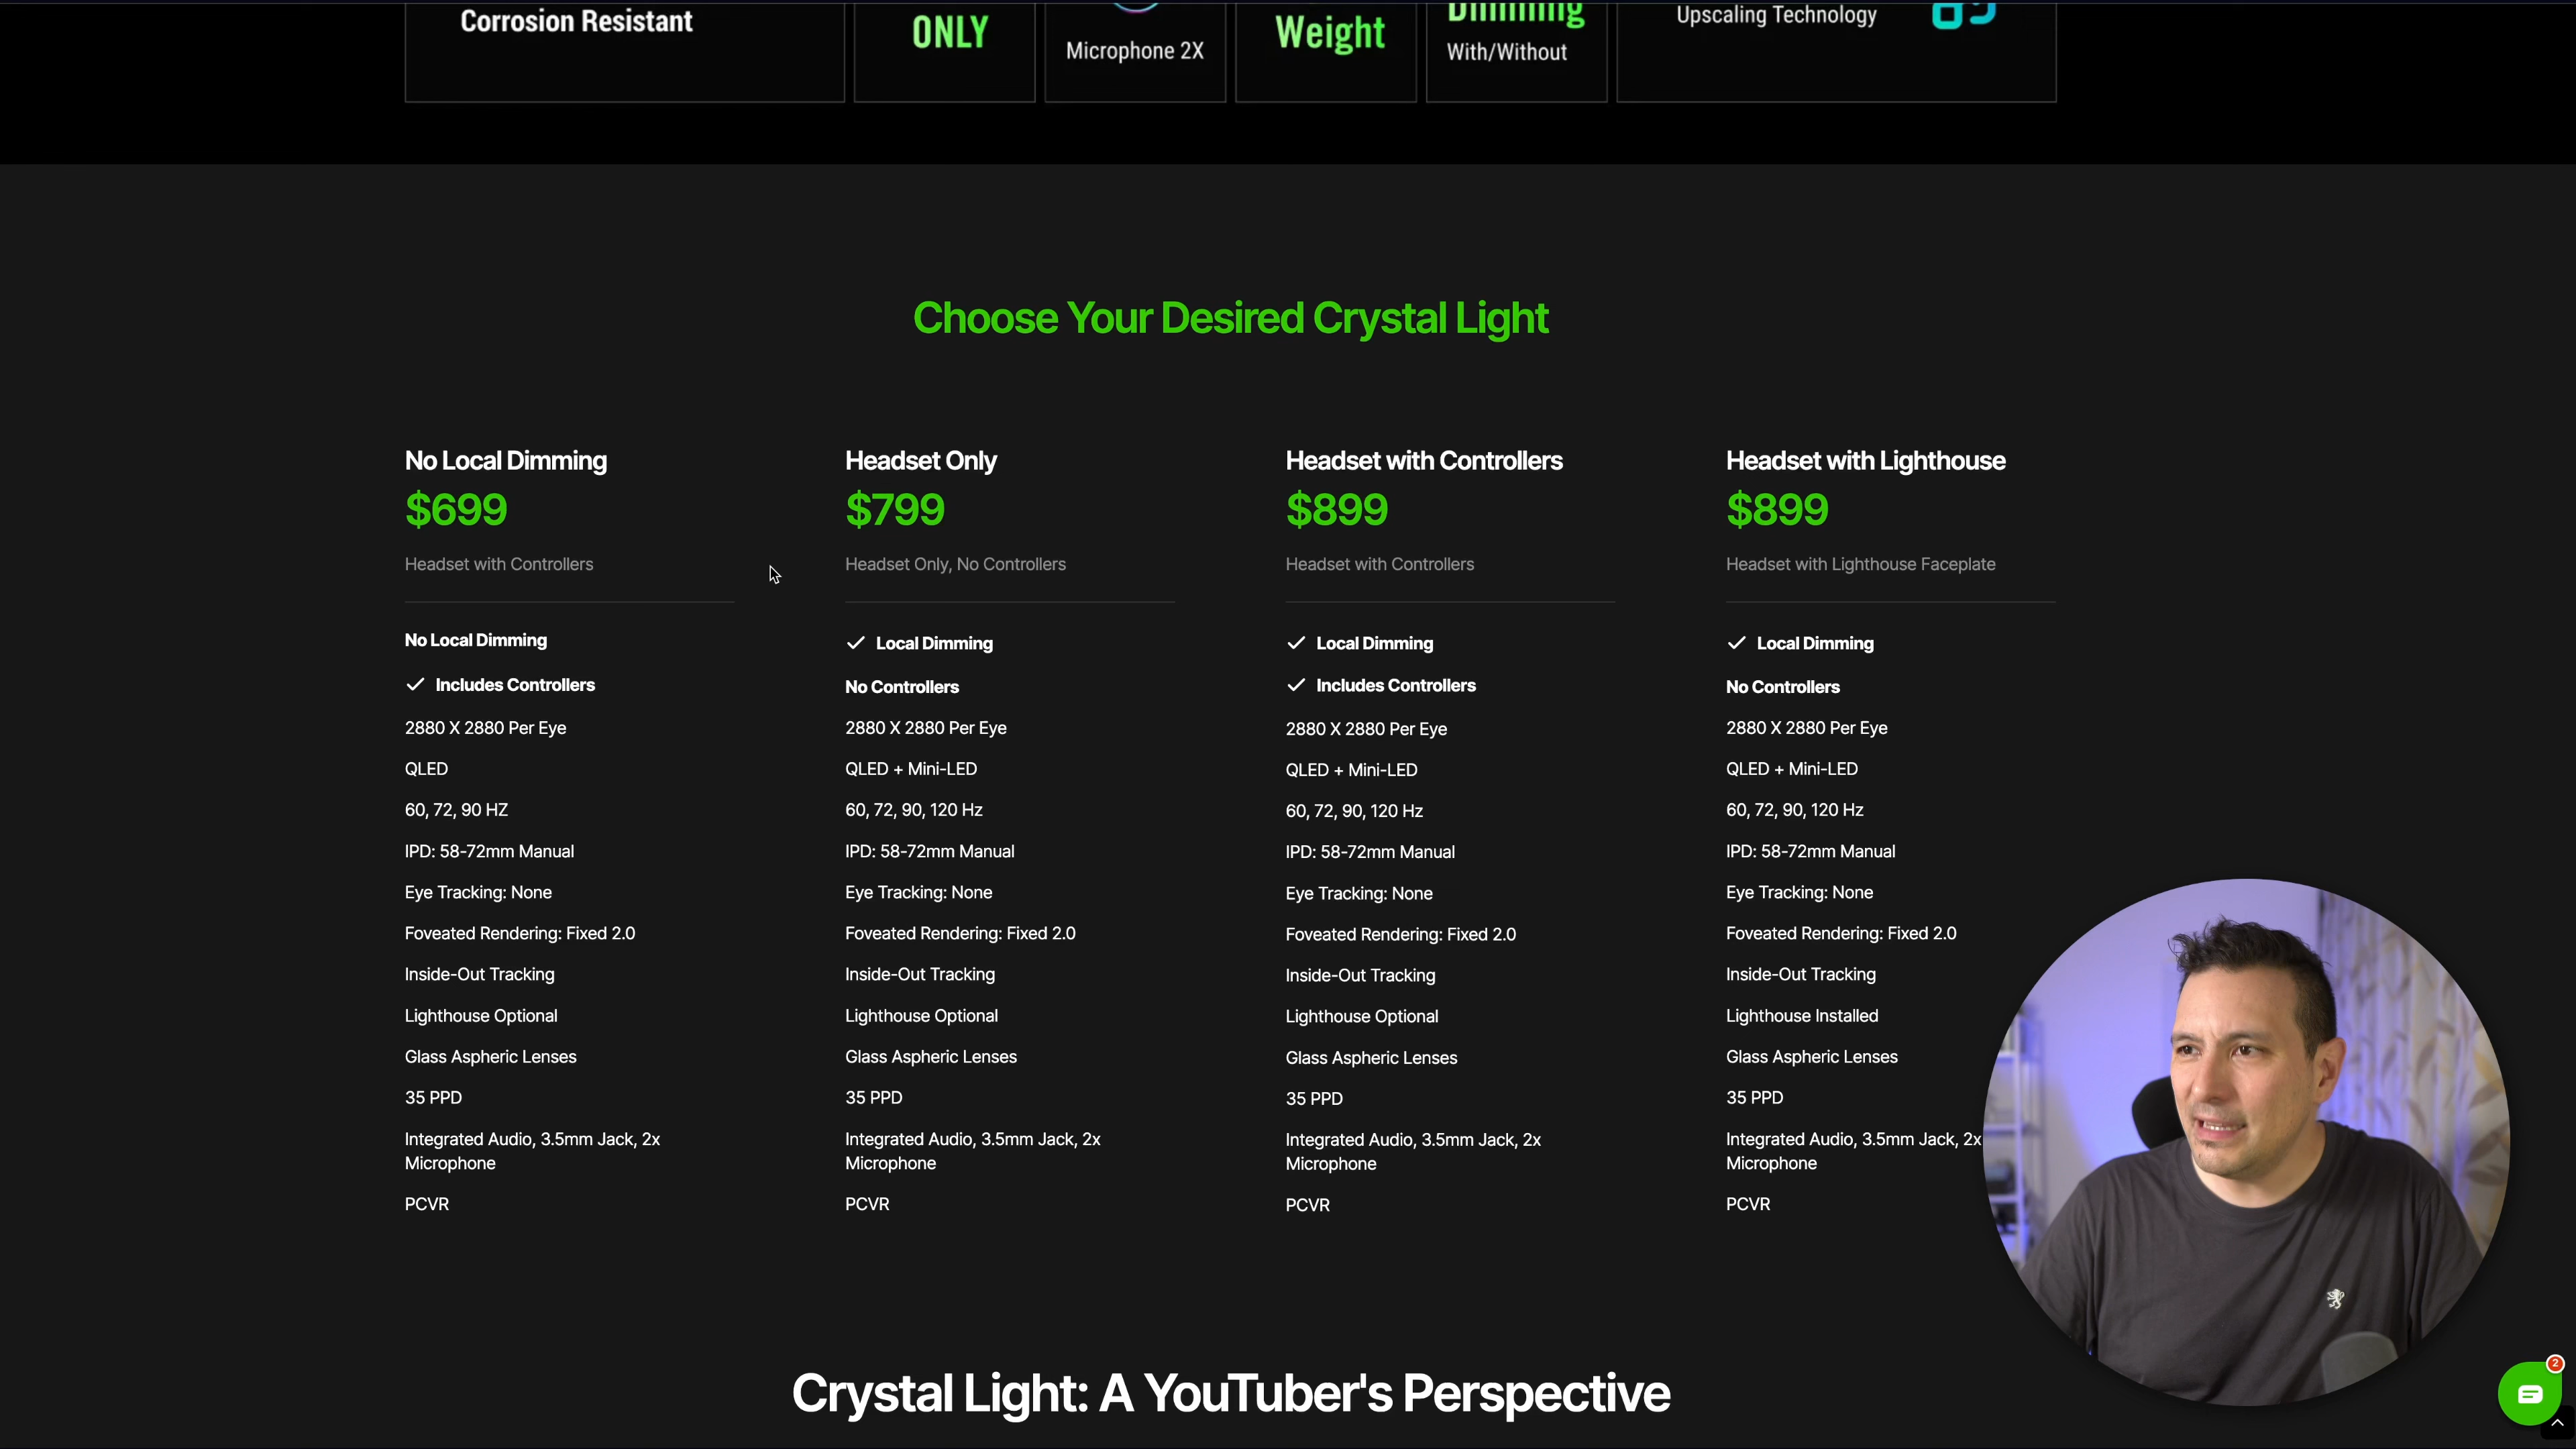 Corrosion Resistant
ONLY
Microphone 2X
Weight
Dimming
With/Without
Upscaling Technology
Choose Your Desired Crystal Light
No Local Dimming
$699
Headset with Controllers
No Local Dimming
Includes Controllers
2880 X 2880 Per Eye
QLED
60, 72, 90 HZ
IPD: 58-72mm Manual
Eye Tracking: None
Foveated Rendering: Fixed 2.0
Inside-Out Tracking
Lighthouse Optional
Glass Aspheric Lenses
35 PPD
Integrated Audio, 3.5mm Jack, 2x
Microphone
PCVR
Headset Only
$799
Headset Only, No Controllers
Local Dimming
No Controllers
2880 X 2880 Per Eye
QLED + Mini-LED
60, 72, 90, 120 Hz
IPD: 58-72mm Manual
Eye Tracking: None
Foveated Rendering: Fixed 2.0
Inside-Out Tracking
Lighthouse Optional
Glass Aspheric Lenses
35 PPD
Integrated Audio, 3.5mm Jack, 2x
Microphone
PCVR
Headset with Controllers
$899
Headset with Controllers
Local Dimming
Includes Controllers
2880 X 2880 Per Eye
QLED + Mini-LED
60, 72, 90, 120 Hz
IPD: 58-72mm Manual
Eye Tracking: None
Foveated Rendering: Fixed 2.0
Inside-Out Tracking
Lighthouse Optional
Glass Aspheric Lenses
35 PPD
Integrated Audio, 3.5mm Jack, 2x
Microphone
PCVR
Headset with Lighthouse
$899
Headset with Lighthouse Faceplate
Local Dimming
No Controllers
2880 X 2880 Per Eye
QLED + Mini-LED
60, 72, 90, 120 Hz
IPD: 58-72mm Manual
Eye Tracking: None
Foveated Rendering: Fixed 2.0
Inside-Out Tracking
Lighthouse Installed
Glass Aspheric Lenses
35 PPD
Integrated Audio, 3.5mm Jack, 2x
Microphone
PCVR
Crystal Light: A YouTuber's Perspective
2